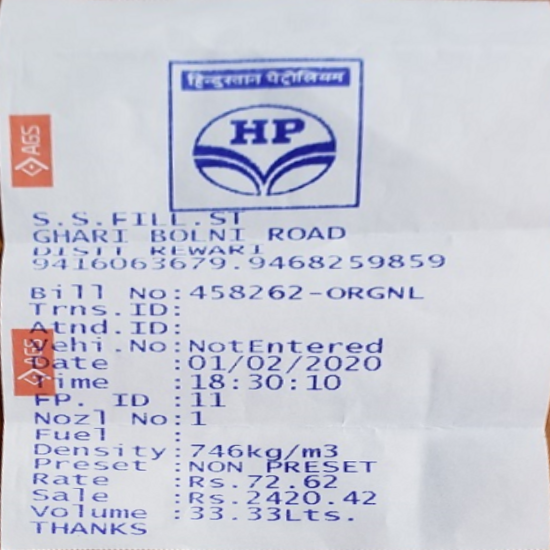 हिन्दुस्तान पेट्रोलियम
HP
AGS
S.S.FILL.ST
GHARI BOLNI ROAD
DISTT REWARI
9416063679.9468259859
Bill No:458262-ORGNL
Trns.ID:
Atnd.ID:
Vehi.No:NotEntered
Date :01/02/2020
AGS
Time :18:30:10
FP. ID :11
Nozl No:1
Fuel :
Density:746kg/m3
Preset :NON PRESET
Rate :Rs.72.62
Sale :Rs.2420.42
Volume :33.33Lts.
THANKS